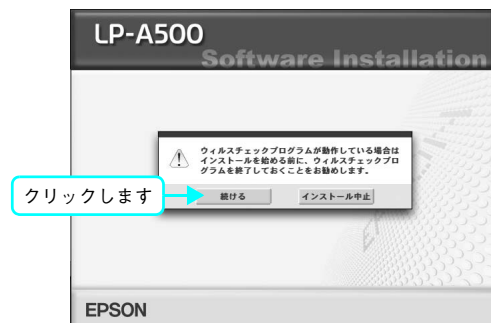 LP-A500
Software Installation
ウィルスチェックプログラムが動作している場合は
インストールを始める前に、ウィルスチェックプロ
グラムを終了しておくことをお勧めします。
クリックします
続ける
インストール中止
EPSON